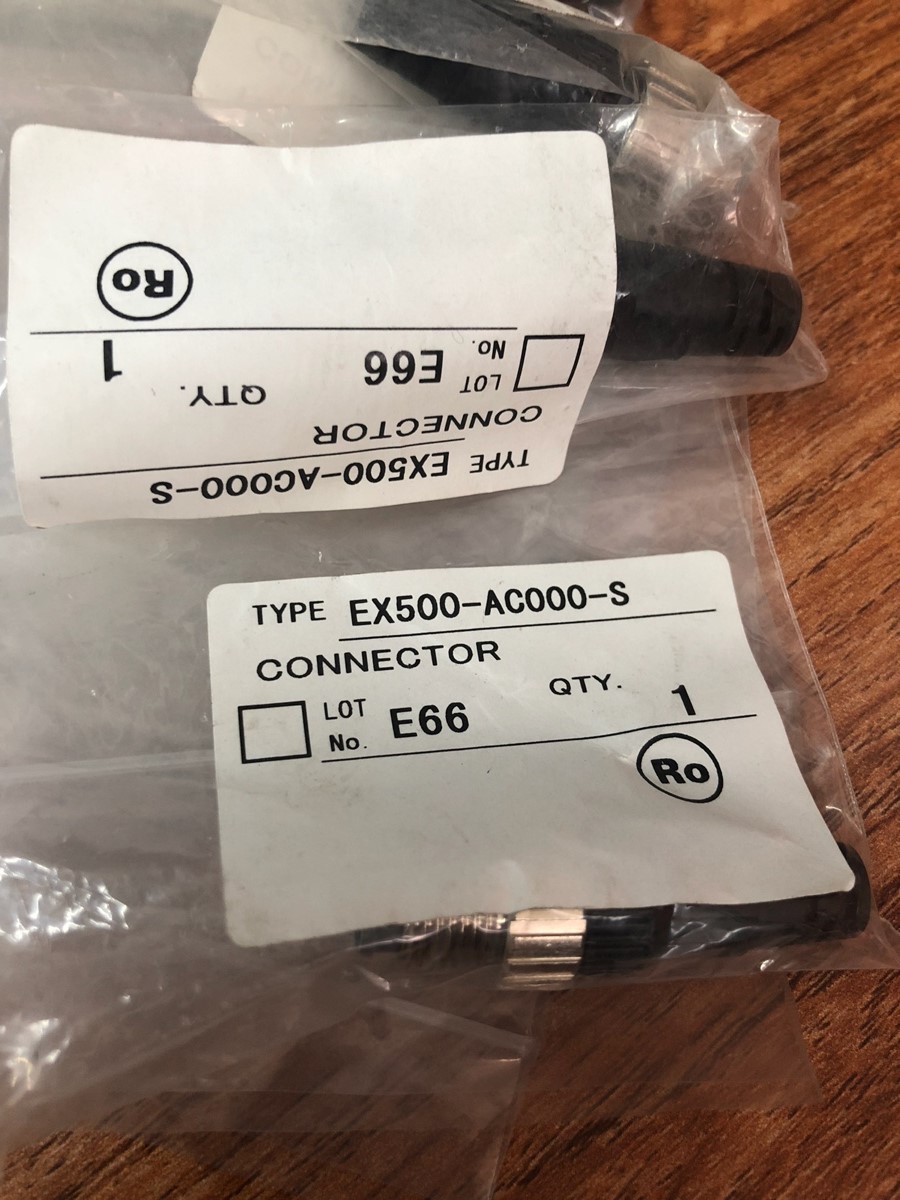 TYPE EX500-AC000-S
CONNECTOR
LOT No. E66 QTY. 1
Ro
TYPE EX500-AC000-S
CONNECTOR
LOT No. E66 QTY. 1
Ro